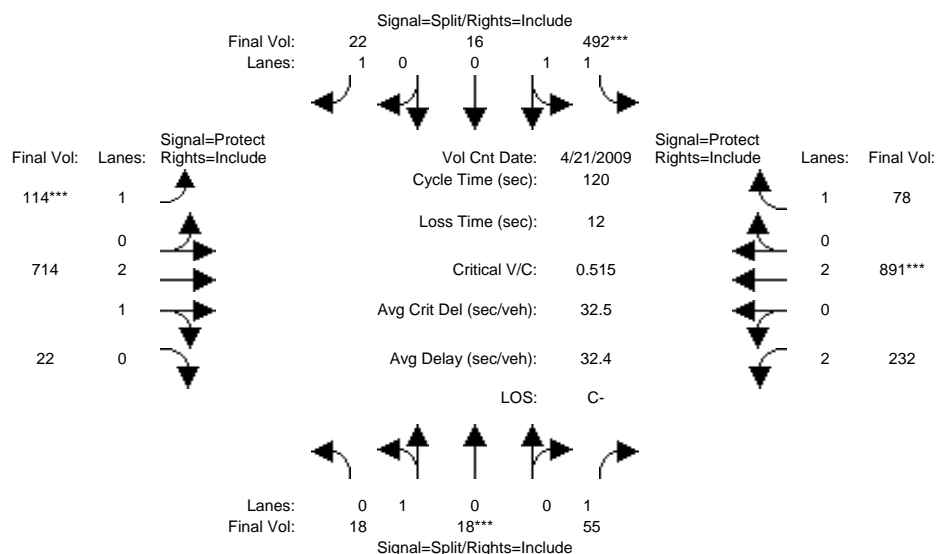 Signal=Split/Rights=Include
Final Vol: 22 16 492***
Lanes: 1 0 0 1 1
Signal=Protect Signal=Protect
Final Vol: Lanes: Rights=Include Vol Cnt Date: 4/21/2009 Rights=Include Lanes: Final Vol:
Cycle Time (sec): 120
114*** 1 1 78
Loss Time (sec): 12
0 0
714 2 Critical V/C: 0.515 2 891***
1 Avg Crit Del (sec/veh): 32.5 0
22 0 Avg Delay (sec/veh): 32.4 2 232
LOS: C-
Lanes: 0 1 0 0 1
Final Vol: 18 18*** 55
Signal=Split/Rights=Include